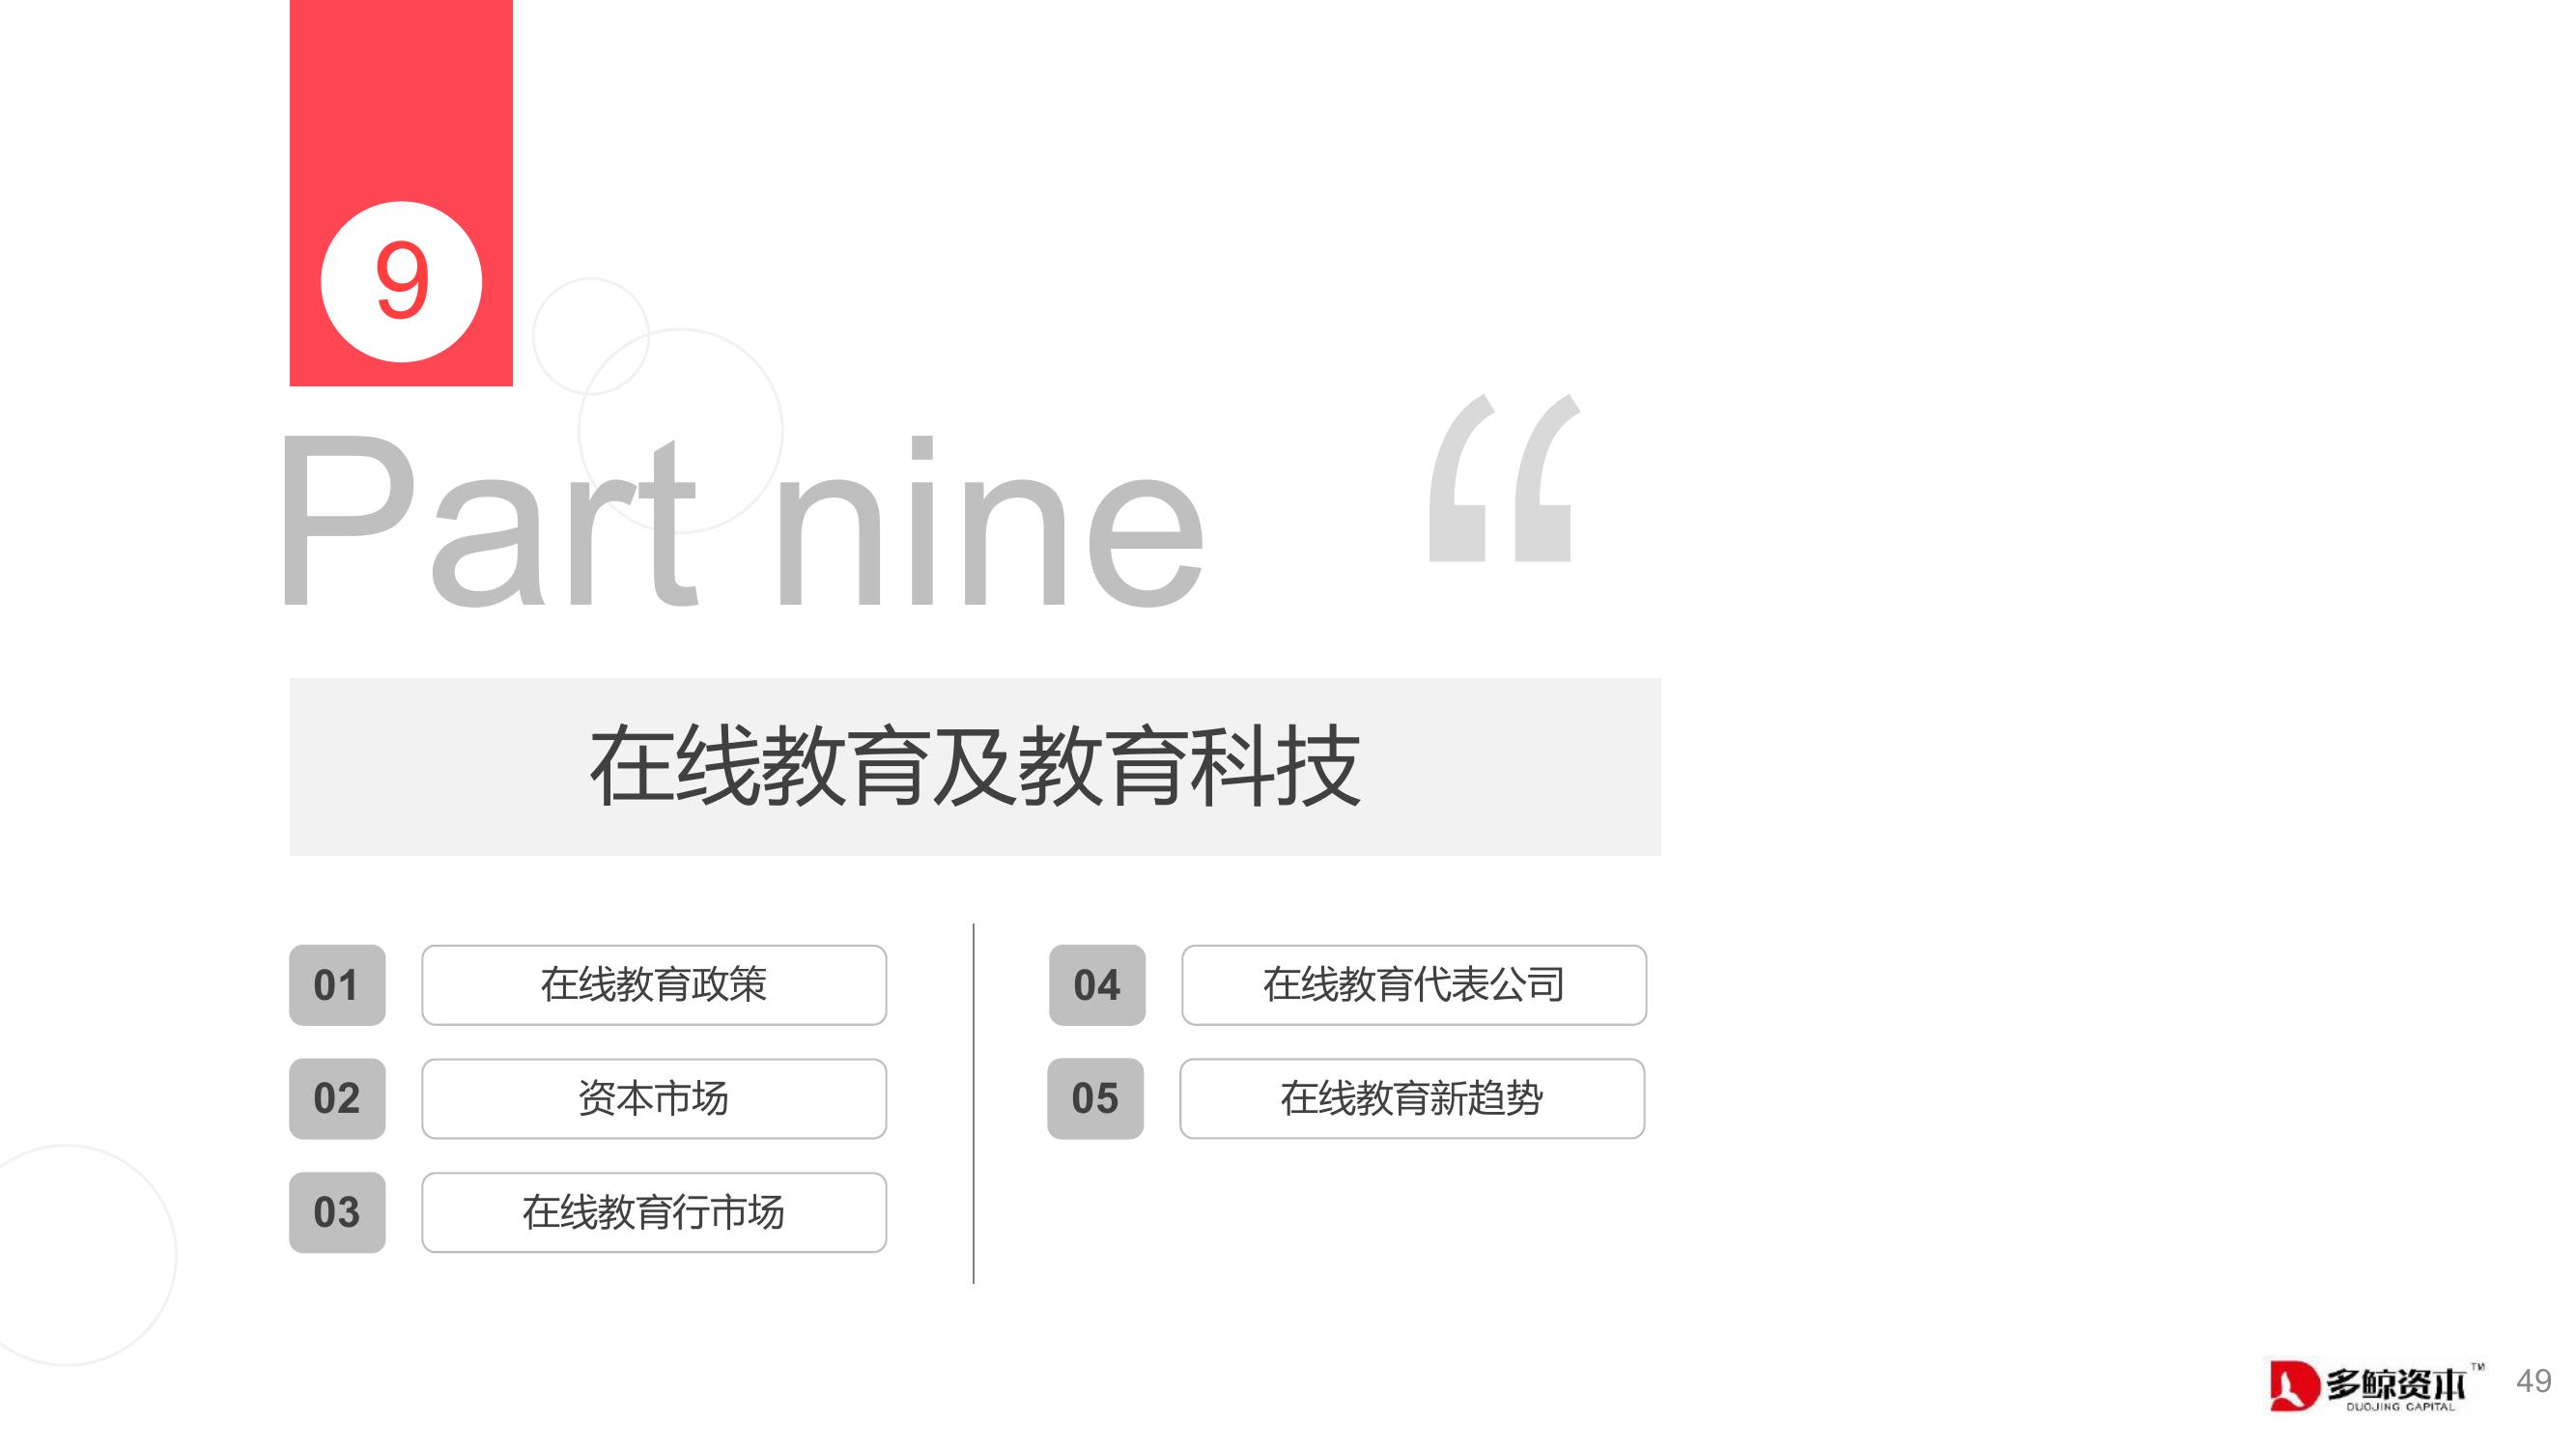 9
Part nine
“
在线教育及教育科技
01 在线教育政策
02 资本市场
03 在线教育行市场
04 在线教育代表公司
05 在线教育新趋势
多鲸资本™
DUOJING CAPITAL
49